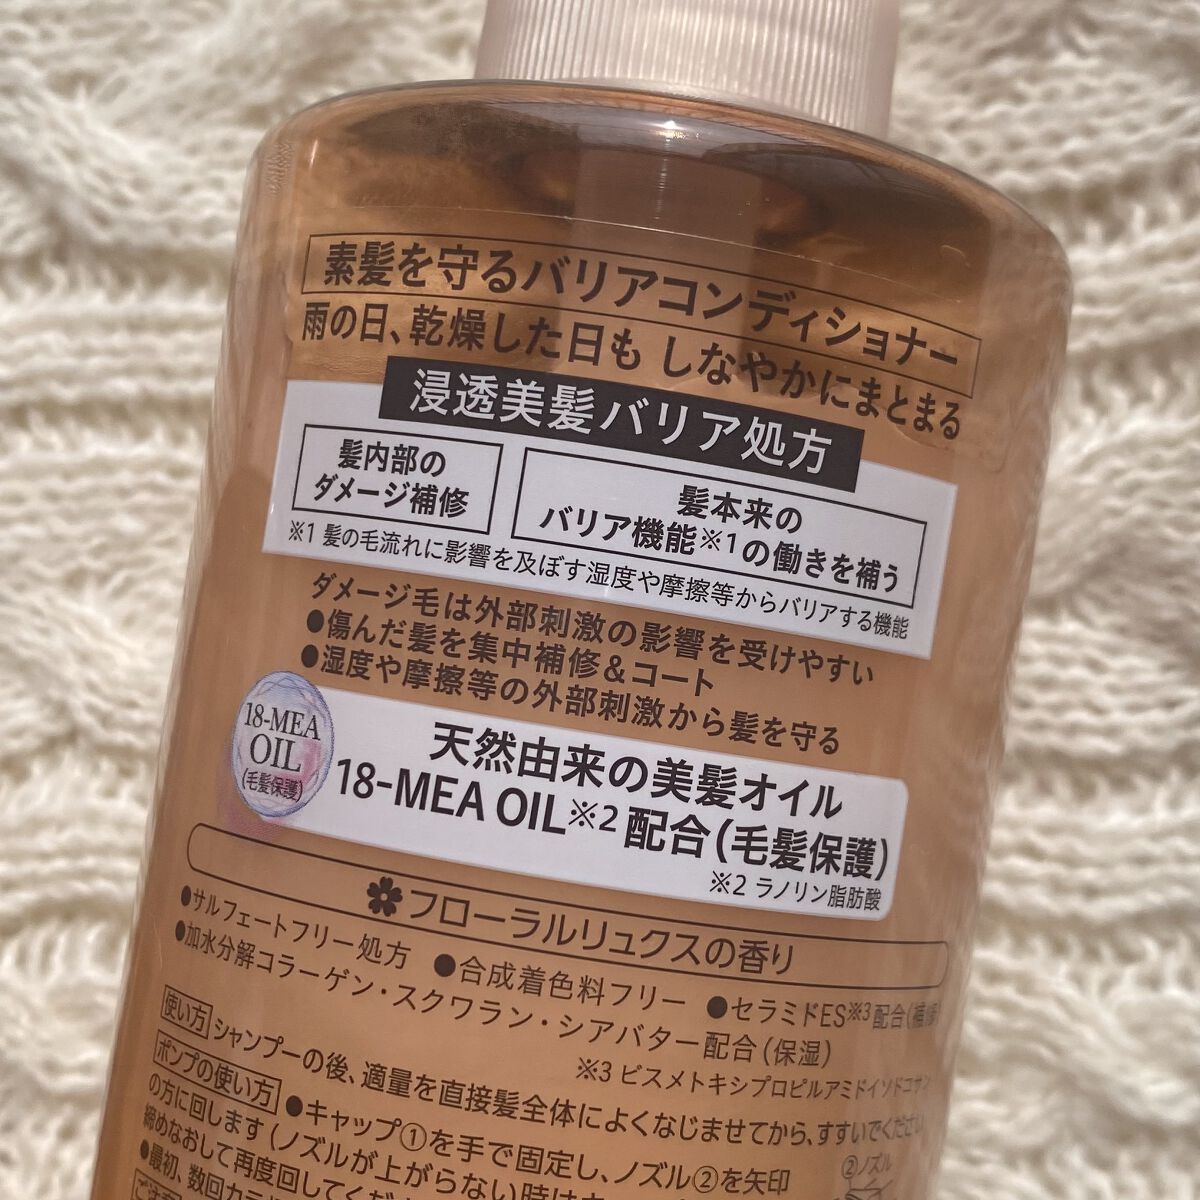 素髪を守るバリアコンディショナー
雨の日、乾燥した日も しなやかにまとまる
浸透美髪バリア処方
髪内部の
ダメージ補修
髪本来の
バリア機能※1の働きを補う
※1 髪の毛流れに影響を及ぼす湿度や摩擦等からバリアする機能
ダメージ毛は外部刺激の影響を受けやすい
●傷んだ髪を集中補修&コート
●湿度や摩擦等の外部刺激から髪を守る
18-MEA
OIL
(毛髪保護)
天然由来の美髪オイル
18-MEA OIL※2 配合(毛髪保護)
※2 ラノリン脂肪酸
フローラルリュクスの香り
●サルフェートフリー処方 ●合成着色料フリー ●セラミドES※3配合(補修)
●加水分解コラーゲン・スクワラン・シアバター配合(保湿)
※3 ビスメトキシプロピルアミドイソドコサン
使い方 シャンプーの後、適量を直接髪全体によくなじませてから、すすいでください
ポンプの使い方 ●キャップ①を手で固定し、ノズル②を矢印
の方に回します(ノズルが上がらない時は
締めなおして再度回してくだ
●最初、数回
②ノズル
ご注意